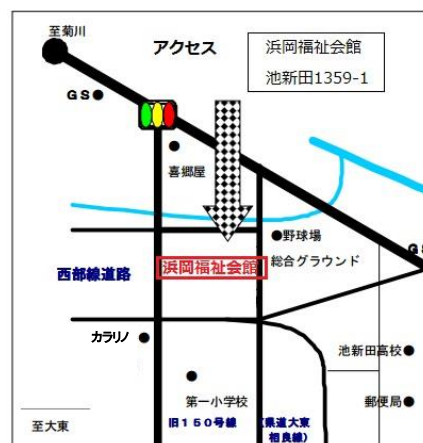 至菊川
アクセス
浜岡福祉会館
池新田1359-1
GS
喜郷屋
野球場
総合グラウンド
GS
西部線道路
浜岡福祉会館
カラリノ
池新田高校
第一小学校
郵便局
至大東
旧150号線
(県道大東
相良線)